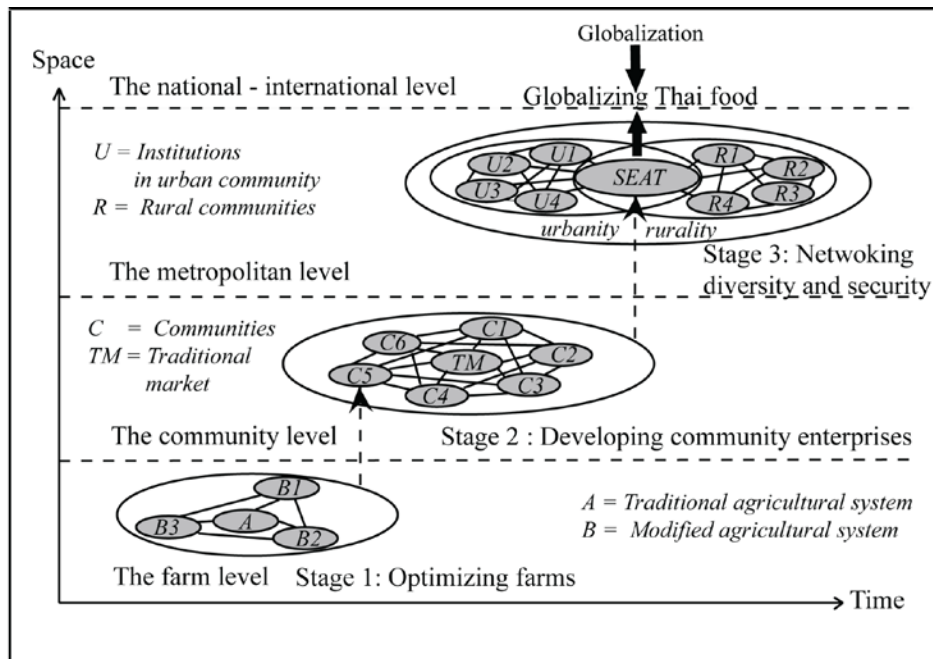 Globalization
Space
The national - international level
Globalizing Thai food
U = Institutions
in urban community
R = Rural communities
U1
U2
U3
U4
SEAT
R1
R2
R3
R4
urbanity
rurality
Stage 3: Netwoking
diversity and security
The metropolitan level
C = Communities
TM = Traditional
market
C1
C6
C2
TM
C5
C3
C4
The community level
Stage 2 : Developing community enterprises
B1
B3
A
B2
A = Traditional agricultural system
B = Modified agricultural system
The farm level
Stage 1: Optimizing farms
Time